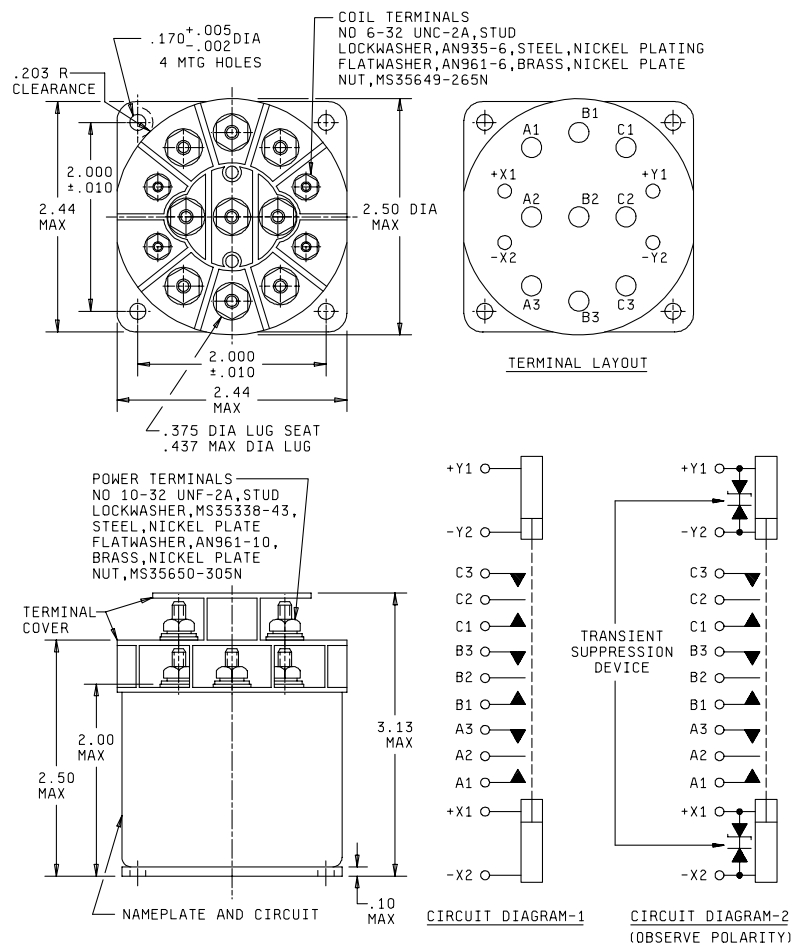 COIL TERMINALS
NO 6-32 UNC-2A,STUD
LOCKWASHER,AN935-6,STEEL,NICKEL PLATING
FLATWASHER,AN961-6,BRASS,NICKEL PLATE
NUT,MS35649-265N
.170+.005-.002 DIA
4 MTG HOLES
.203 R
CLEARANCE
2.000
±.010
2.44
MAX
2.50 DIA
MAX
2.000
±.010
2.44
MAX
.375 DIA LUG SEAT
.437 MAX DIA LUG
B1
A1
C1
+X1
+Y1
A2
B2
C2
-X2
-Y2
A3
B3
C3
TERMINAL LAYOUT
POWER TERMINALS
NO 10-32 UNF-2A,STUD
LOCKWASHER,MS35338-43,
STEEL,NICKEL PLATE
FLATWASHER,AN961-10,
BRASS,NICKEL PLATE
NUT,MS35650-305N
TERMINAL
COVER
2.50
MAX
2.00
MAX
3.13
MAX
.10
MAX
NAMEPLATE AND CIRCUIT
+Y1
-Y2
C3
C2
C1
B3
B2
B1
A3
A2
A1
+X1
-X2
CIRCUIT DIAGRAM-1
TRANSIENT
SUPPRESSION
DEVICE
+Y1
-Y2
C3
C2
C1
B3
B2
B1
A3
A2
A1
+X1
-X2
CIRCUIT DIAGRAM-2
(OBSERVE POLARITY)